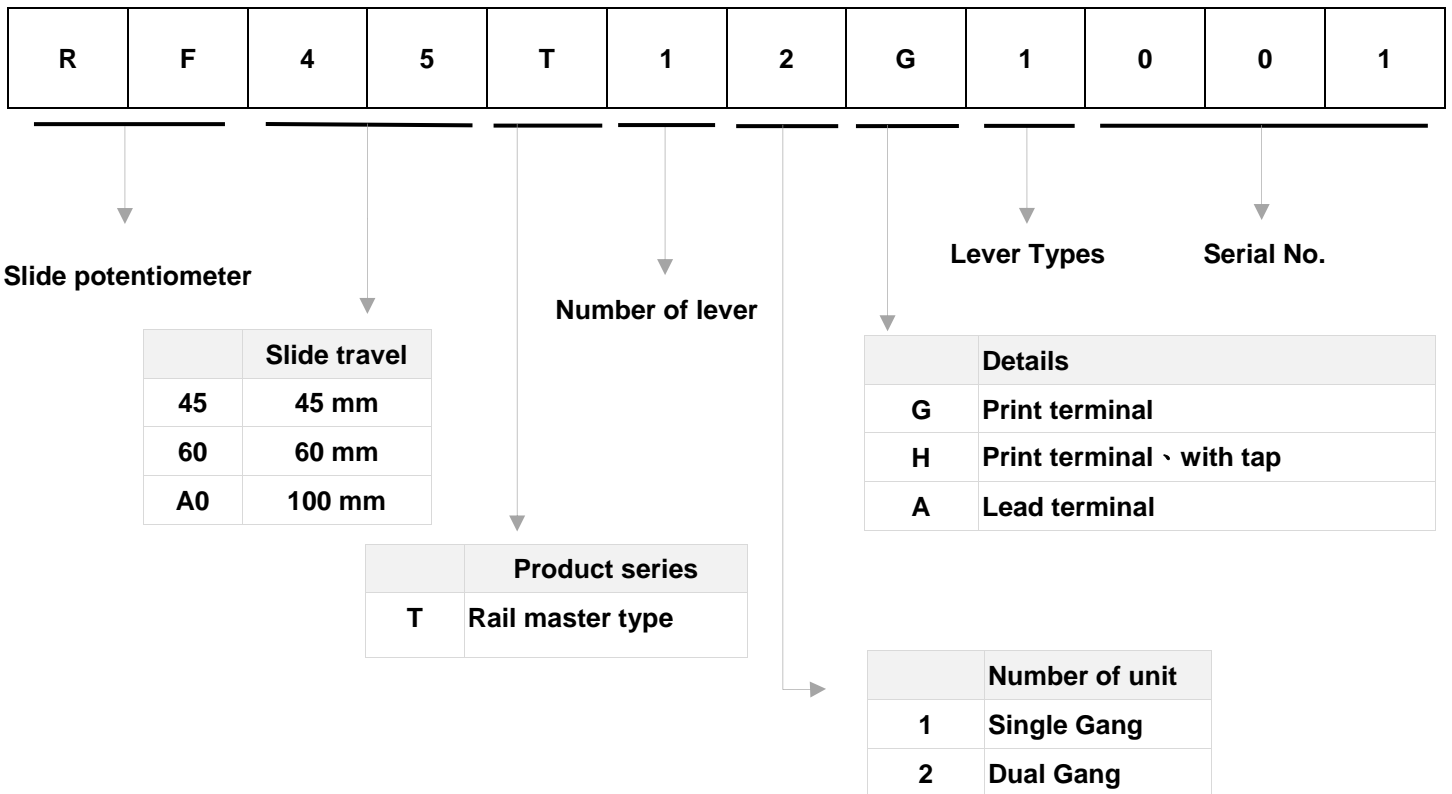 R F 4 5 T 1 2 G 1 0 0 1
Slide potentiometer
Slide travel
45 45 mm
60 60 mm
A0 100 mm
Product series
T Rail master type
Number of lever
Number of unit
1 Single Gang
2 Dual Gang
Details
G Print terminal
H Print terminal、with tap
A Lead terminal
Lever Types
Serial No.